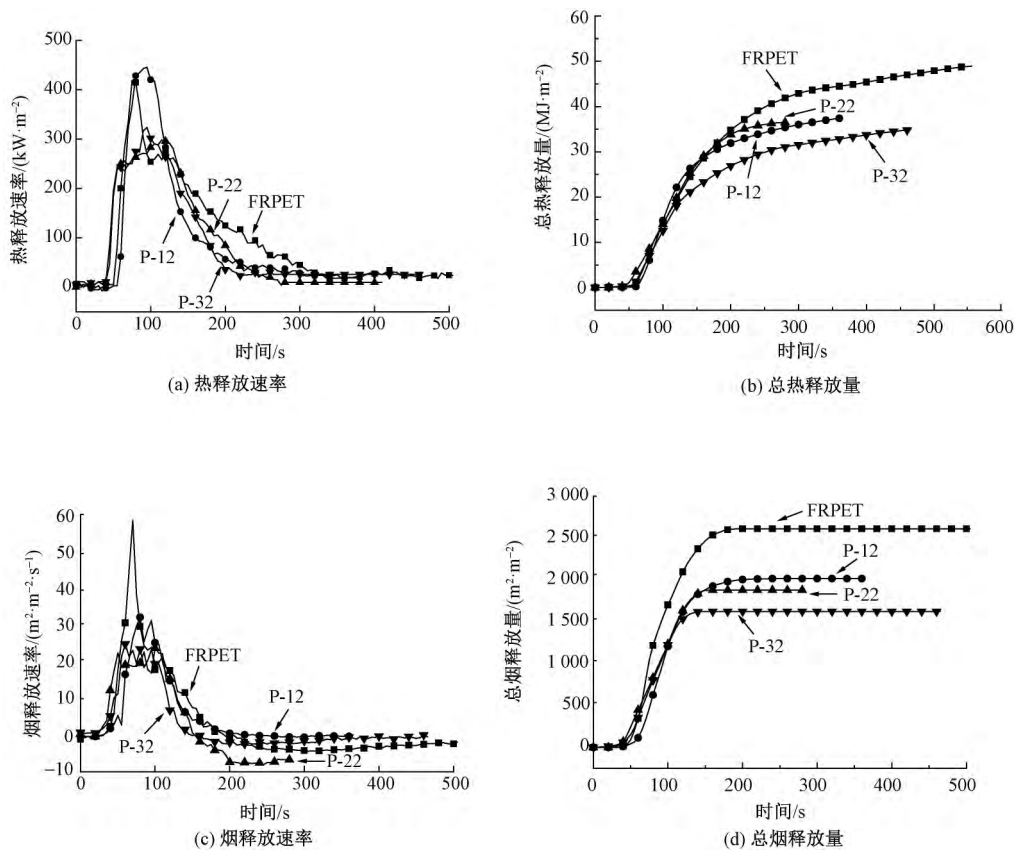 500
400
300
200
100
0
热释放速率/(kW·m⁻²)
P-22
FRPET
P-12
P-32
0 100 200 300 400 500
时间/s
(a) 热释放速率
60
50
40
30
20
10
0
总热释放量/(MJ·m⁻²)
FRPET
P-22
P-12
P-32
0 100 200 300 400 500 600
时间/s
(b) 总热释放量
60
50
40
30
20
10
0
-10
烟释放速率/(m²·m⁻²·s⁻¹)
FRPET
P-12
P-32
P-22
0 100 200 300 400 500
时间/s
(c) 烟释放速率
3 000
2 500
2 000
1 500
1 000
500
0
总烟释放量/(m²·m⁻²)
FRPET
P-12
P-22
P-32
0 100 200 300 400 500
时间/s
(d) 总烟释放量